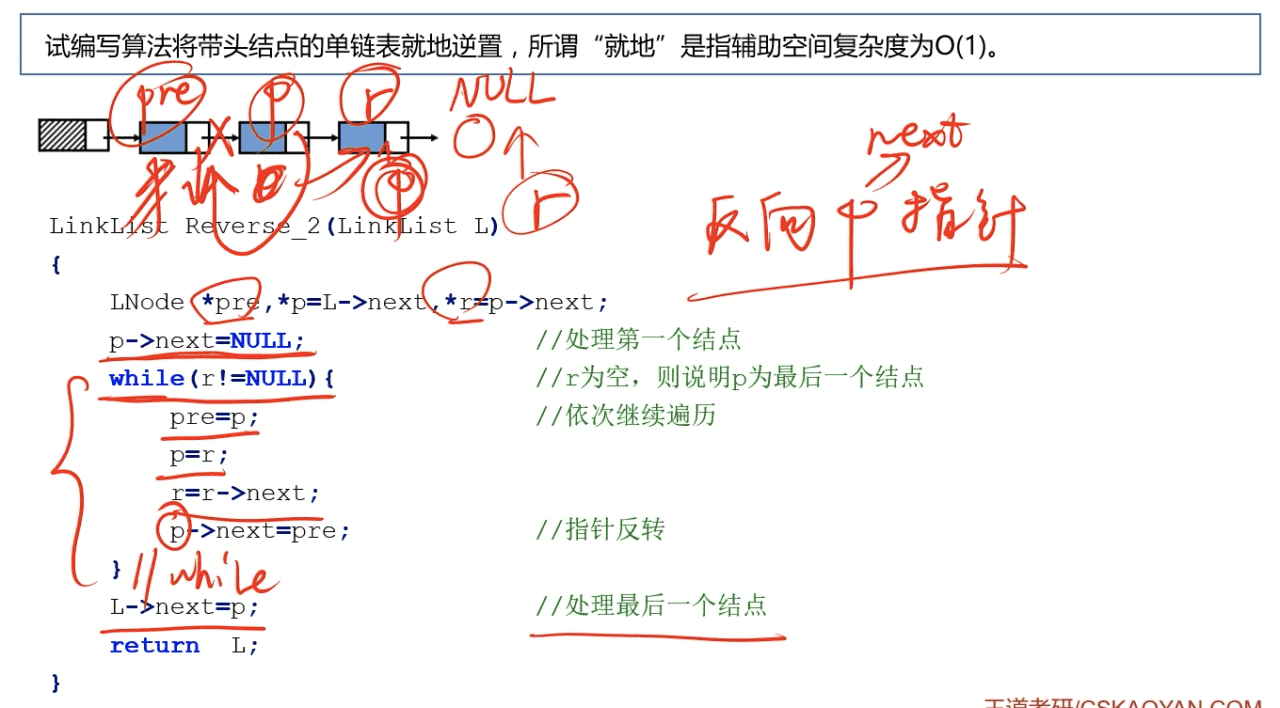 试编写算法将带头结点的单链表就地逆置，所谓“就地”是指辅助空间复杂度为O(1)。
pre p r NULL
next
p r
反向 p 指针
LinkList Reverse_2(LinkList L)
{
LNode *pre,*p=L->next,*r=p->next;
p->next=NULL; //处理第一个结点
while(r!=NULL){ //r为空，则说明p为最后一个结点
pre=p; //依次继续遍历
p=r;
r=r->next;
p->next=pre; //指针反转
} //while
L->next=p; //处理最后一个结点
return L;
}
王道考研/CSKAOYAN.COM